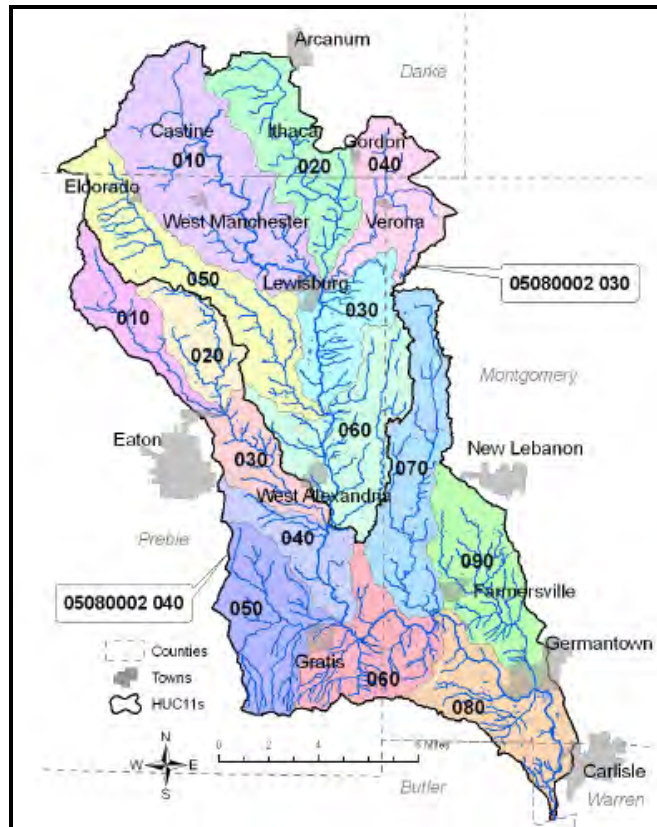 Arcanum
Darke
Castine
Ithaca
Gordon
010
020
040
Eldorado
West Manchester
Verona
050
Lewisburg
05080002 030
030
010
020
Montgomery
Eaton
060
030
070
New Lebanon
West Alexandria
Preble
040
090
05080002 040
050
Farmersville
Gratis
Germantown
060
080
Counties
Towns
HUC11s
N
W E
S
0 2 4 8 Miles
Carlisle
Butler
Warren